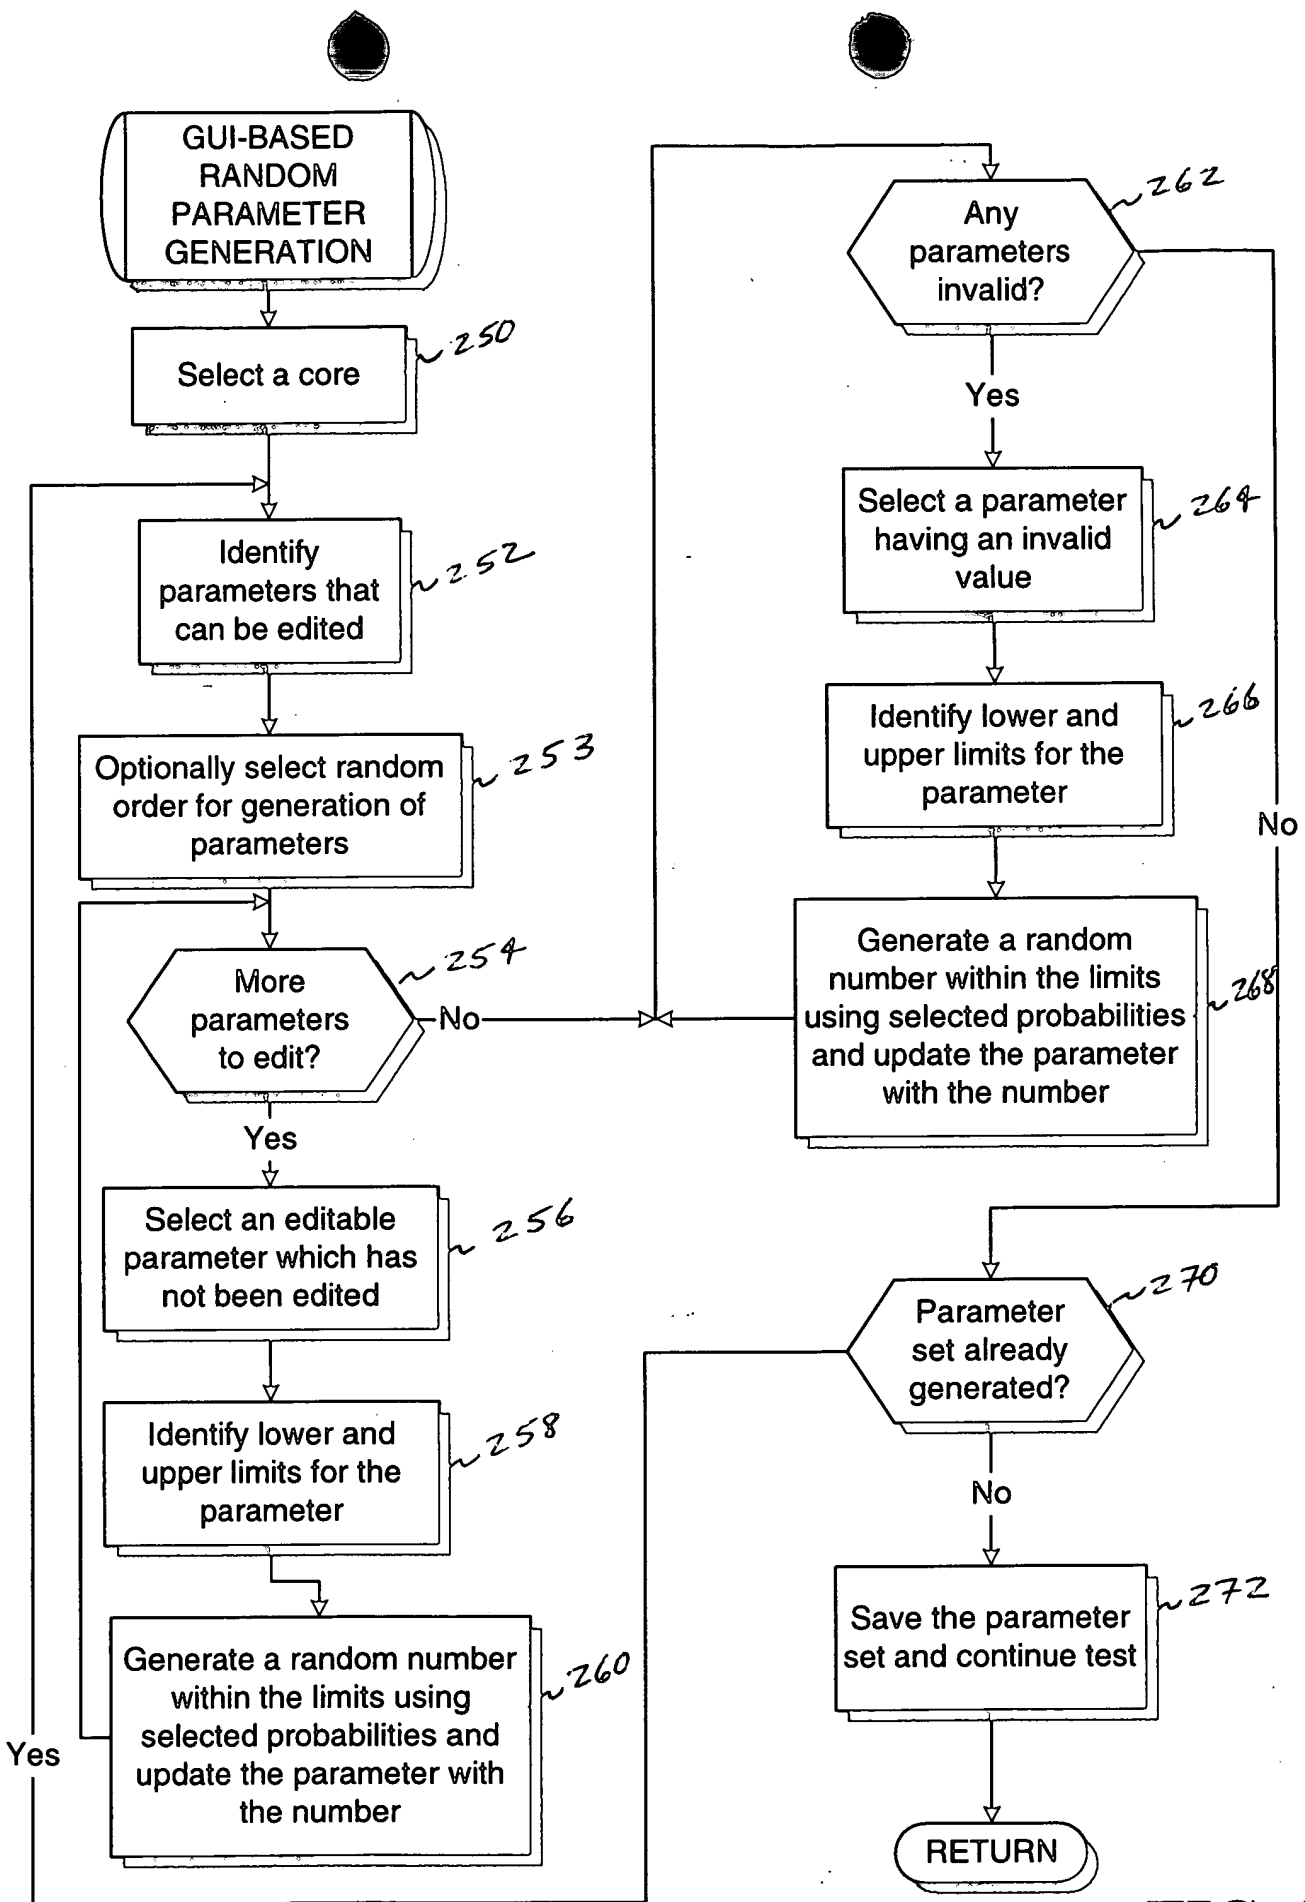 GUI-BASED
RANDOM
PARAMETER
GENERATION
Select a core
250
Identify
parameters that
can be edited
252
Optionally select random
order for generation of
parameters
253
More
parameters
to edit?
254
No
Yes
Select an editable
parameter which has
not been edited
256
Identify lower and
upper limits for the
parameter
258
Generate a random number
within the limits using
selected probabilities and
update the parameter with
the number
260
Yes
Any
parameters
invalid?
262
Yes
Select a parameter
having an invalid
value
264
Identify lower and
upper limits for the
parameter
266
No
Generate a random
number within the limits
using selected probabilities
and update the parameter
with the number
268
Parameter
set already
generated?
270
No
Save the parameter
set and continue test
272
RETURN